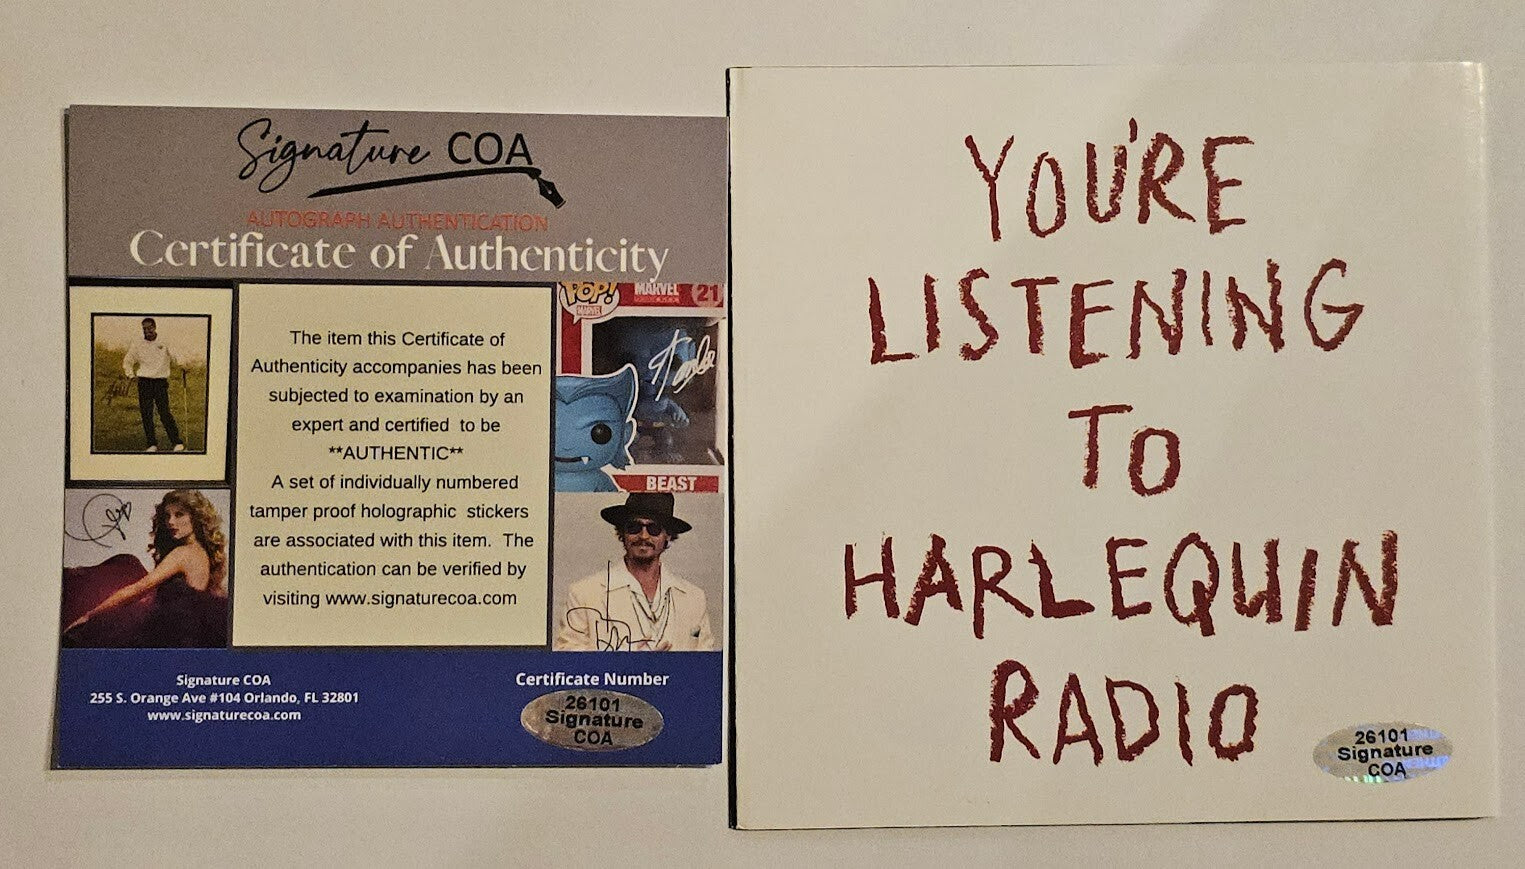 Signature COA
AUTOGRAPH AUTHENTICATION
Certificate of Authenticity
The item this Certificate of
Authenticity accompanies has been
subjected to examination by an
expert and certified to be
**AUTHENTIC**
A set of individually numbered
tamper proof holographic stickers
are associated with this item. The
authentication can be verified by
visiting www.signaturecoa.com
POP!
MARVEL
MARVEL
21
BEAST
Signature COA
255 S. Orange Ave #104 Orlando, FL 32801
www.signaturecoa.com
Certificate Number
26101
Signature
COA
YOU'RE
LISTENING
TO
HARLEQUIN
RADIO
26101
Signature
COA